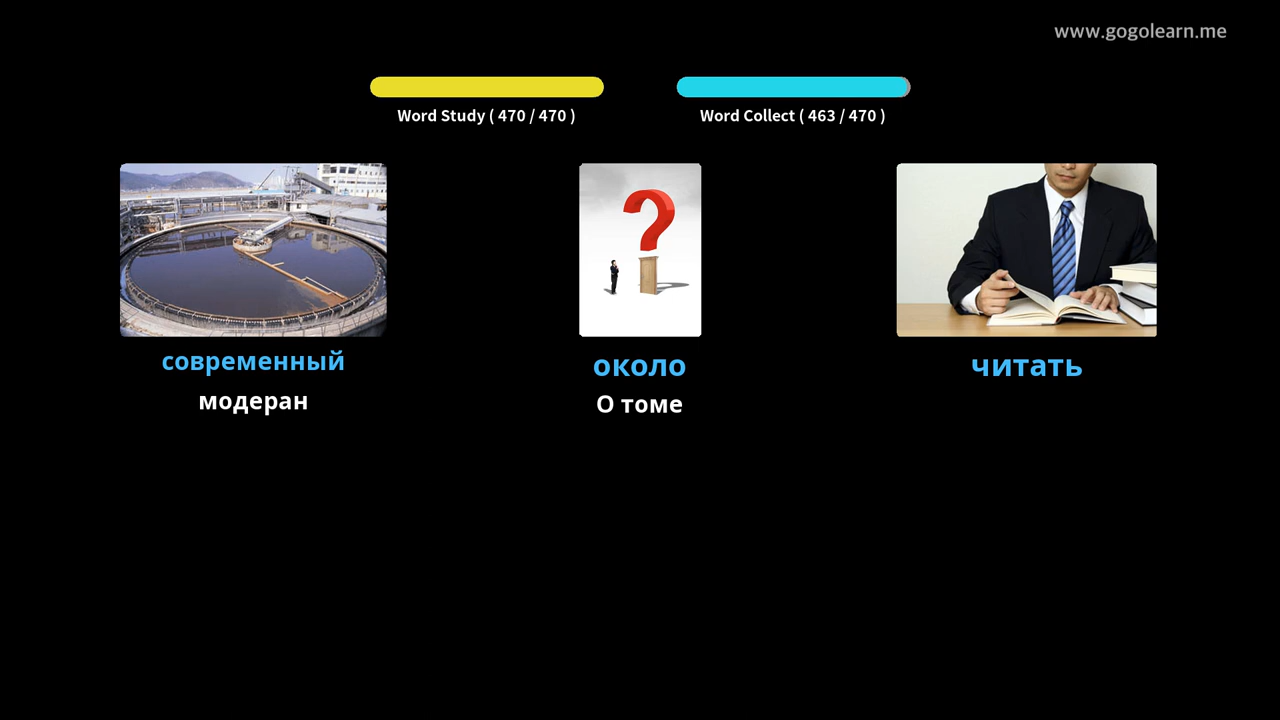 www.gogolearn.me
Word Study ( 470 / 470 )
Word Collect ( 463 / 470 )
современный
модеран
около
О томе
читать